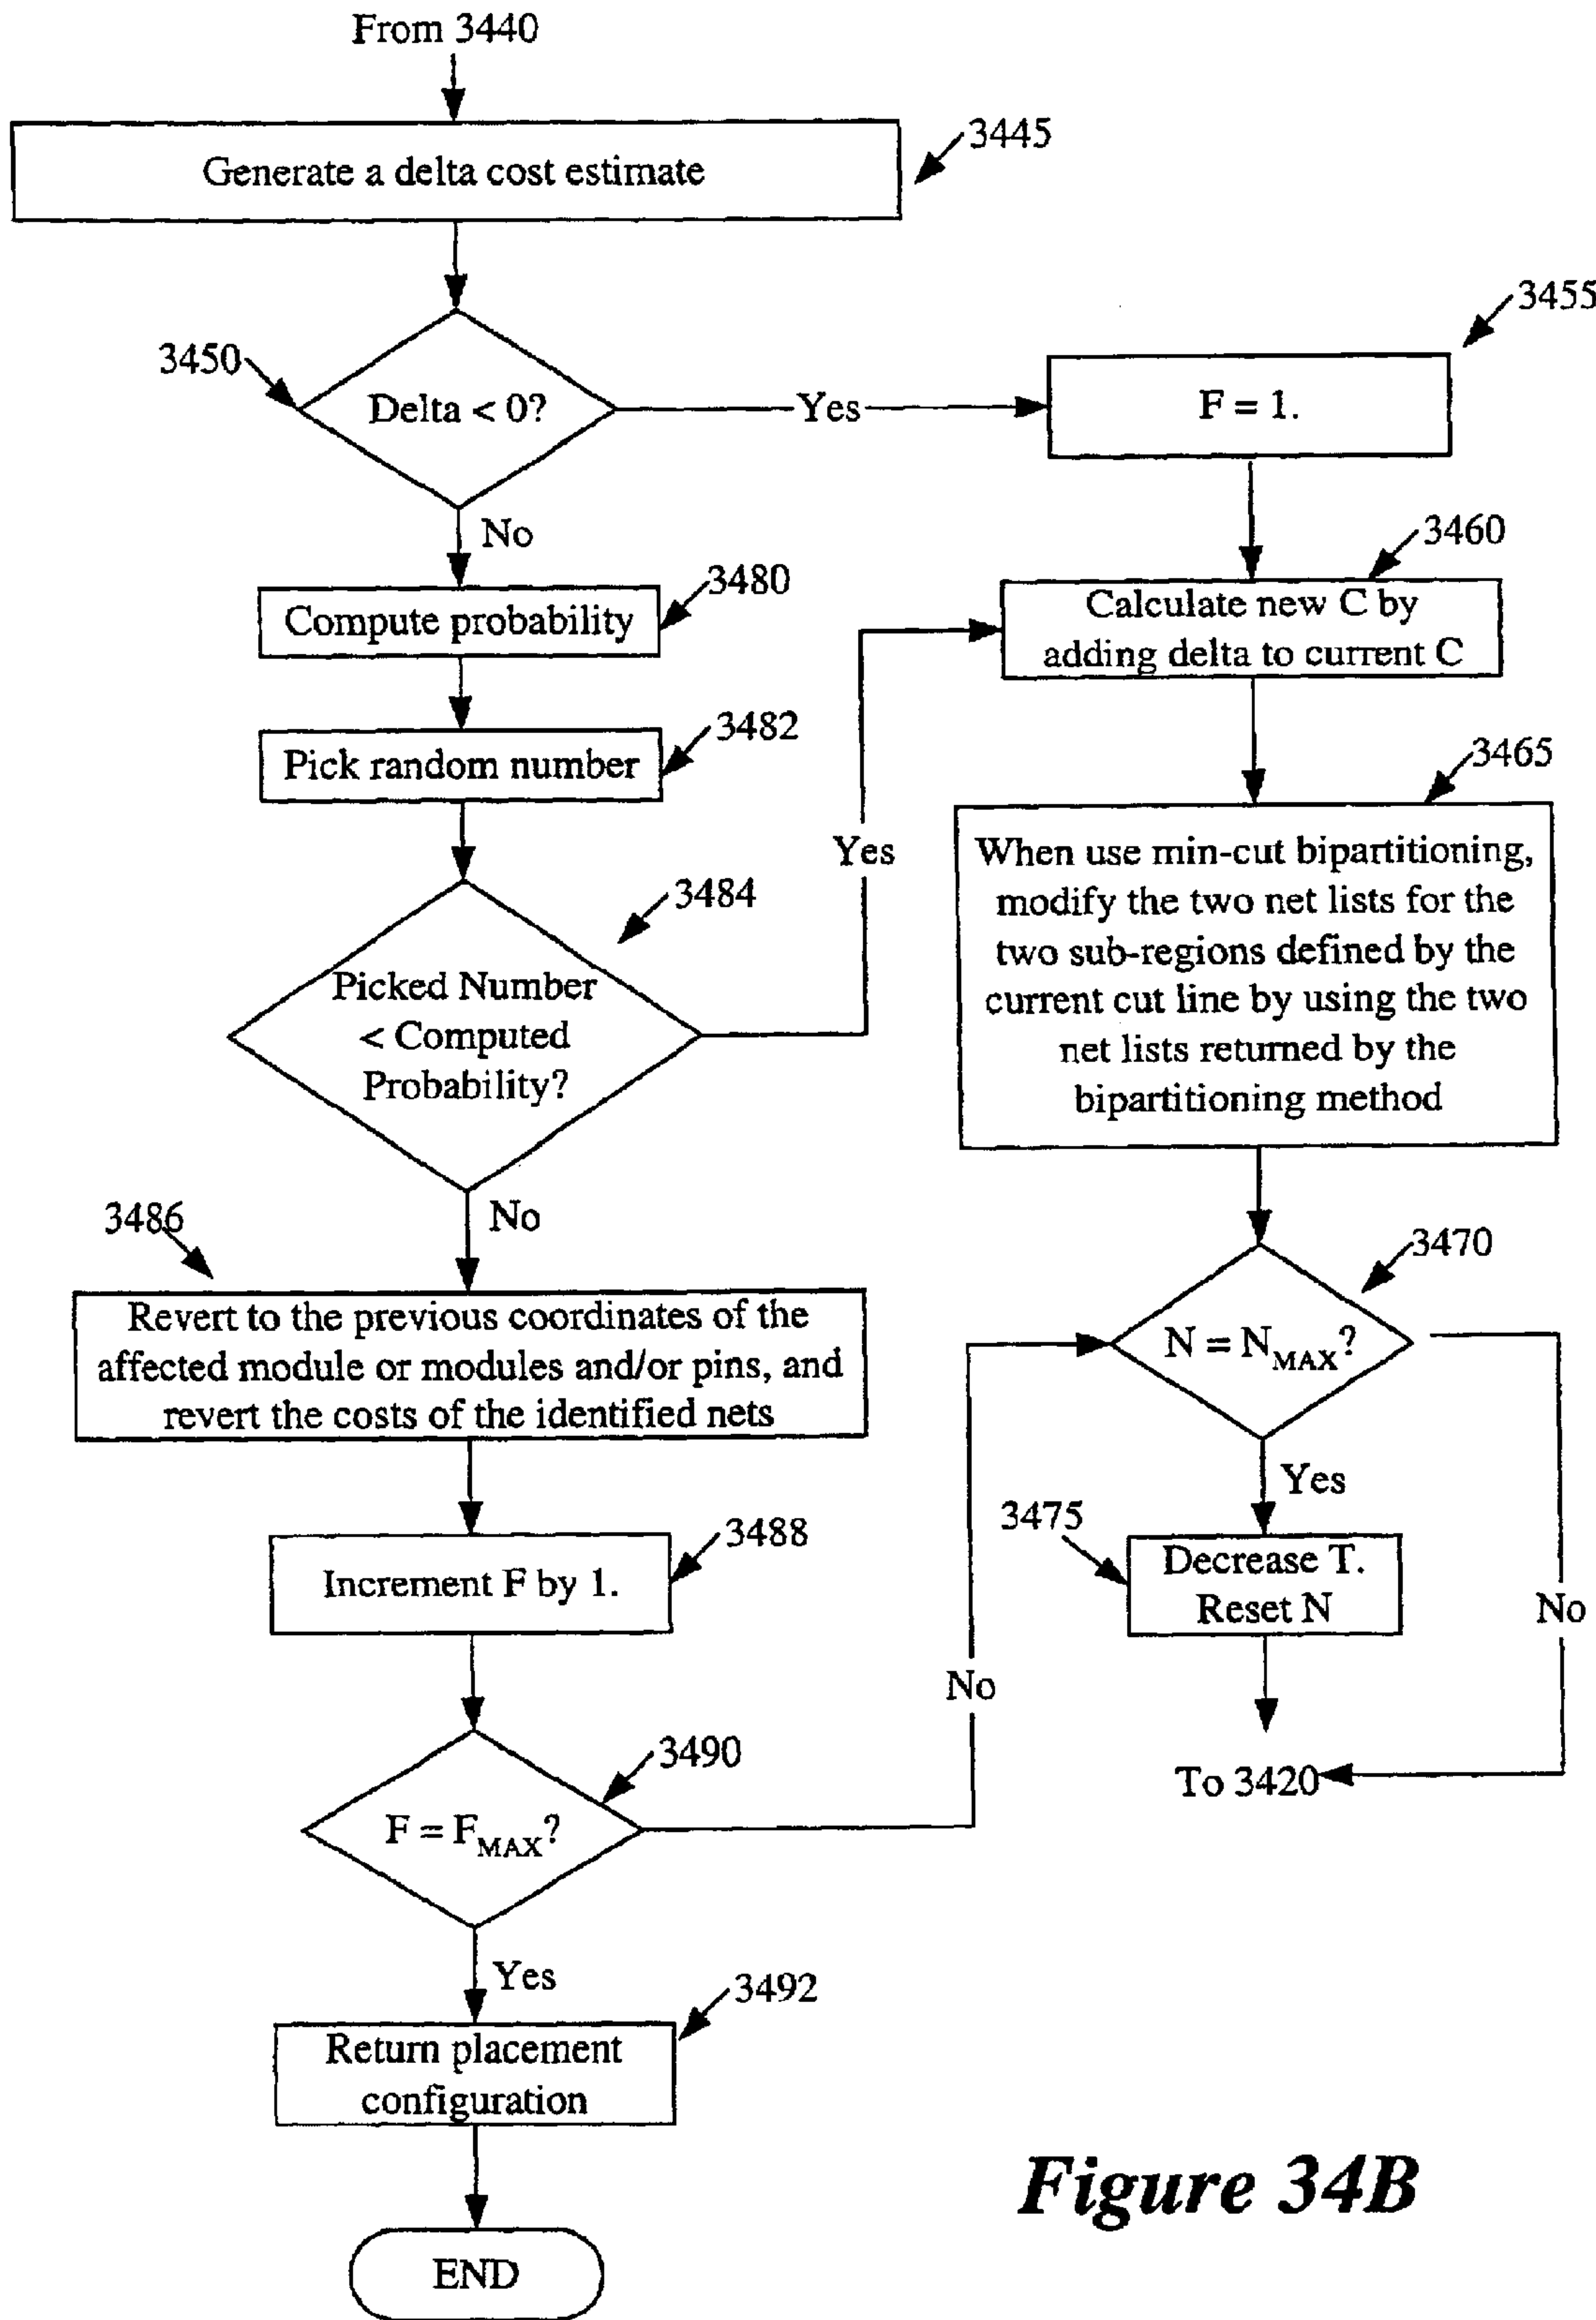 From 3440
3445
Generate a delta cost estimate
3455
3450
Delta < 0?
Yes
F = 1.
No
3460
3480
Calculate new C by
adding delta to current C
Compute probability
3482
Pick random number
3465
Yes
When use min-cut bipartitioning,
modify the two net lists for the
two sub-regions defined by the
current cut line by using the two
net lists returned by the
bipartitioning method
3484
Picked Number
< Computed
Probability?
3486
No
3470
Revert to the previous coordinates of the
affected module or modules and/or pins, and
revert the costs of the identified nets
N = NMAX?
Yes
3475
Decrease T.
Reset N
3488
Increment F by 1.
No
No
3490
To 3420
F = FMAX?
Yes
3492
Return placement
configuration
Figure 34B
END